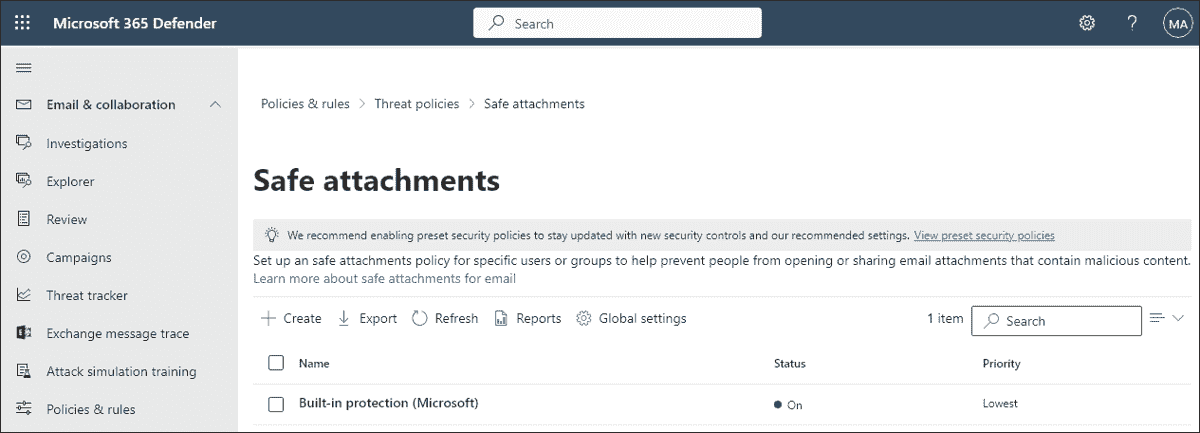 Microsoft 365 Defender
Search
MA
Email & collaboration
Investigations
Explorer
Review
Campaigns
Threat tracker
Exchange message trace
Attack simulation training
Policies & rules
Policies & rules > Threat policies > Safe attachments
Safe attachments
We recommend enabling preset security policies to stay updated with new security controls and our recommended settings. View preset security policies
Set up an safe attachments policy for specific users or groups to help prevent people from opening or sharing email attachments that contain malicious content.
Learn more about safe attachments for email
Create Export Refresh Reports Global settings 1 item Search
Name Status Priority
Built-in protection (Microsoft) On Lowest